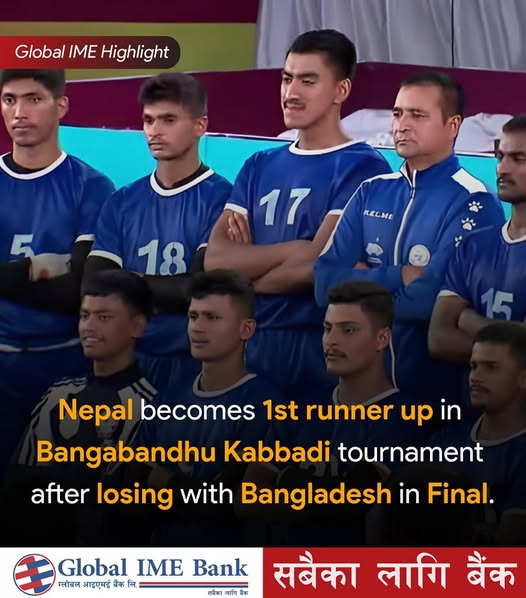 Global IME Highlight
17
KELME
5
18
15
Nepal becomes 1st runner up in
Bangabandhu Kabbadi tournament
after losing with Bangladesh in Final.
Global IME Bank
ग्लोबल आइएमई बैंक लि.
सबैका लागि बैंक
सबैका लागि बैंक